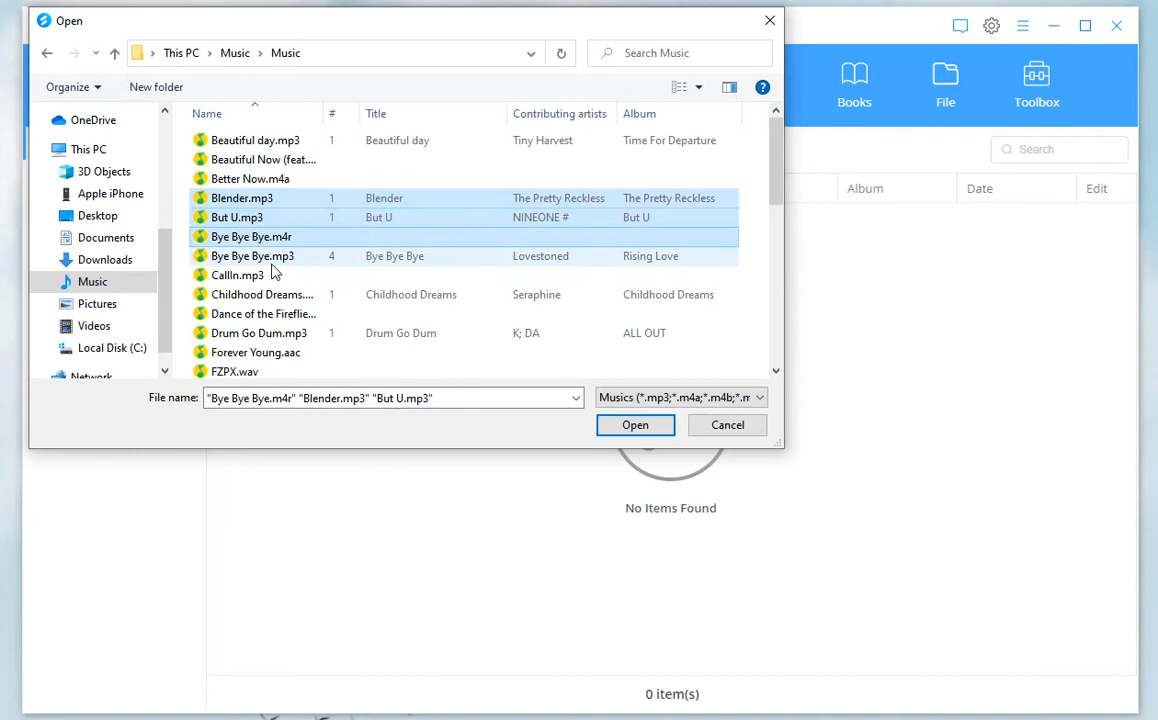 Open
This PC > Music > Music
Search Music
Organize
New folder
Books
File
Toolbox
Search
Name # Title Contributing artists Album
Album Date Edit
OneDrive
This PC
3D Objects
Apple iPhone
Desktop
Documents
Downloads
Music
Pictures
Videos
Local Disk (C:)
Beautiful day.mp3 1 Beautiful day Tiny Harvest Time For Departure
Beautiful Now (feat....
Better Now.m4a
Blender.mp3 1 Blender The Pretty Reckless The Pretty Reckless
But U.mp3 1 But U NINEONE # But U
Bye Bye Bye.m4r
Bye Bye Bye.mp3 4 Bye Bye Bye Lovestoned Rising Love
CallIn.mp3
Childhood Dreams.... 1 Childhood Dreams Seraphine Childhood Dreams
Dance of the Fireflie...
Drum Go Dum.mp3 1 Drum Go Dum K; DA ALL OUT
Forever Young.aac
FZPX.wav
Network
File name: "Bye Bye Bye.m4r" "Blender.mp3" "But U.mp3"
Musics (*.mp3;*.m4a;*.m4b;*.m
Open
Cancel
No Items Found
0 item(s)